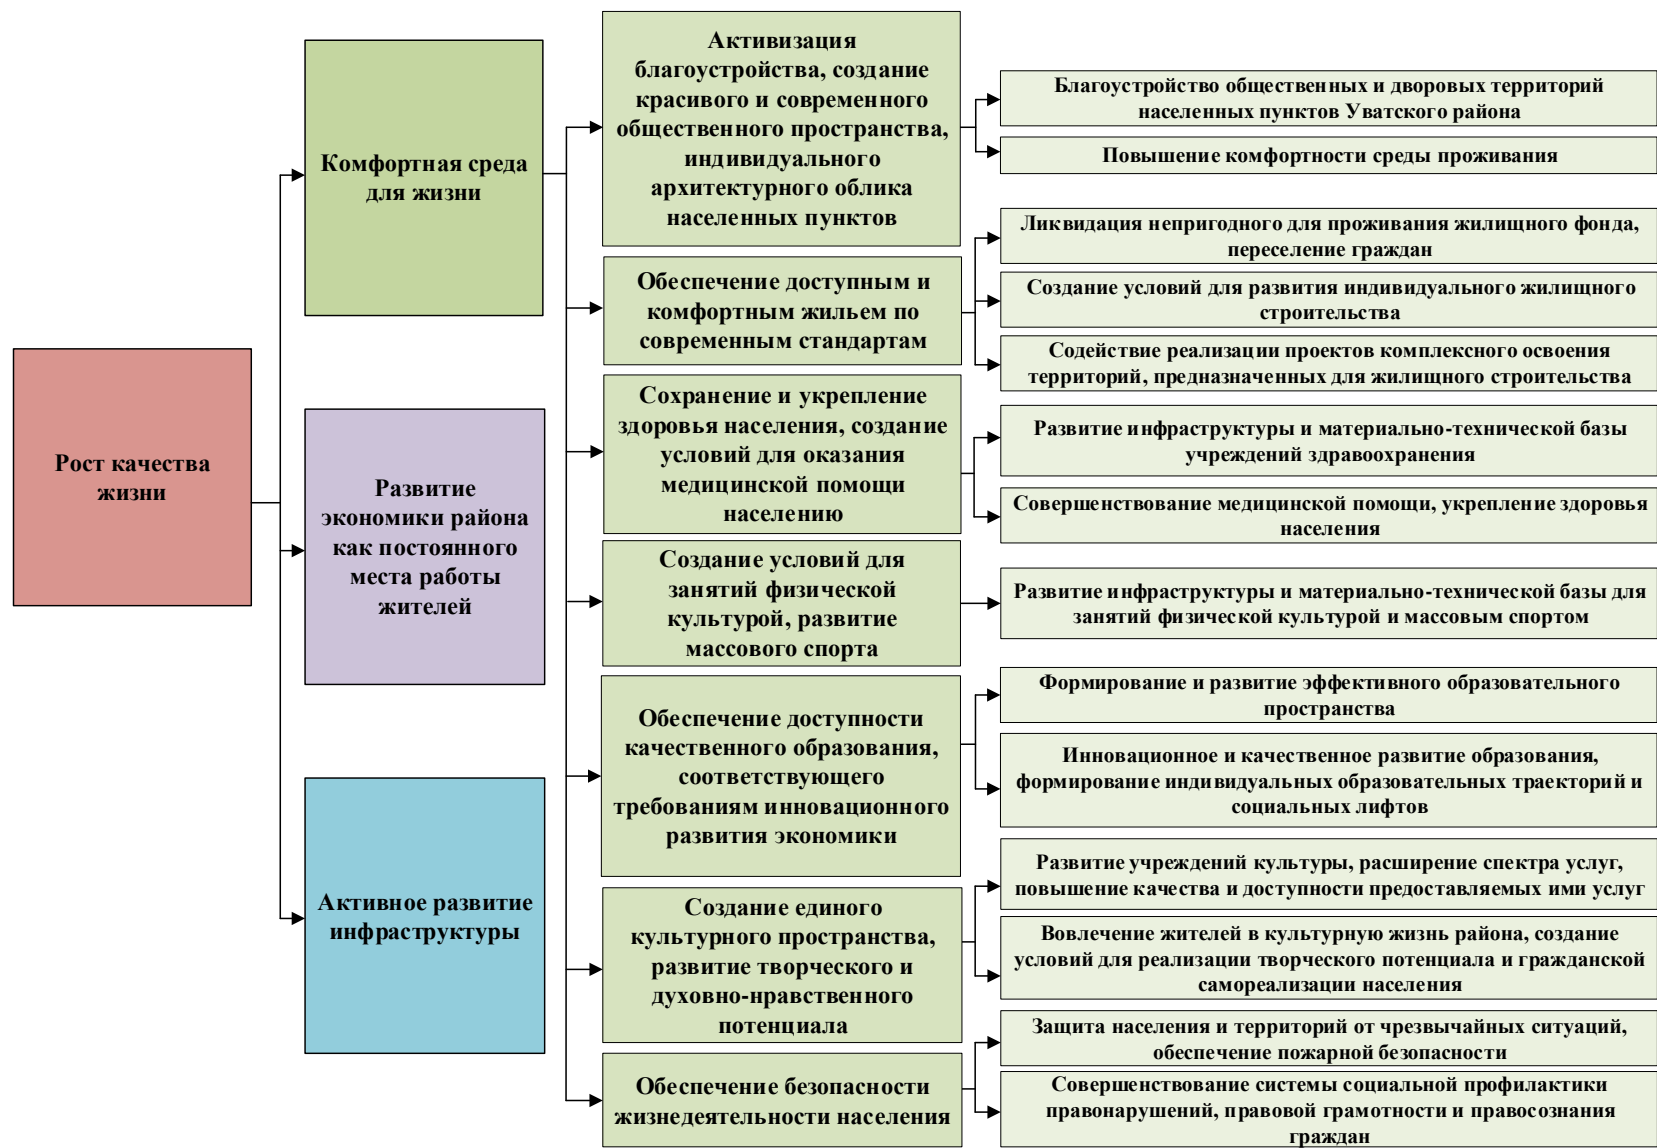 Рост качества
жизни
Комфортная среда
для жизни
Развитие
экономики района
как постоянного
места работы
жителей
Активное развитие
инфраструктуры
Активизация
благоустройства, создание
красивого и современного
общественного пространства,
индивидуального
архитектурного облика
населенных пунктов
Благоустройство общественных и дворовых территорий
населенных пунктов Уватского района
Повышение комфортности среды проживания
Обеспечение доступным и
комфортным жильем по
современным стандартам
Ликвидация непригодного для проживания жилищного фонда,
переселение граждан
Создание условий для развития индивидуального жилищного
строительства
Содействие реализации проектов комплексного освоения
территорий, предназначенных для жилищного строительства
Сохранение и укрепление
здоровья населения, создание
условий для оказания
медицинской помощи
населению
Развитие инфраструктуры и материально-технической базы
учреждений здравоохранения
Совершенствование медицинской помощи, укрепление здоровья
населения
Создание условий для
занятий физической
культурой, развитие
массового спорта
Развитие инфраструктуры и материально-технической базы для
занятий физической культурой и массовым спортом
Обеспечение доступности
качественного образования,
соответствующего
требованиям инновационного
развития экономики
Формирование и развитие эффективного образовательного
пространства
Инновационное и качественное развитие образования,
формирование индивидуальных образовательных траекторий и
социальных лифтов
Создание единого
культурного пространства,
развитие творческого и
духовно-нравственного
потенциала
Развитие учреждений культуры, расширение спектра услуг,
повышение качества и доступности предоставляемых ими услуг
Вовлечение жителей в культурную жизнь района, создание
условий для реализации творческого потенциала и гражданской
самореализации населения
Обеспечение безопасности
жизнедеятельности населения
Защита населения и территорий от чрезвычайных ситуаций,
обеспечение пожарной безопасности
Совершенствование системы социальной профилактики
правонарушений, правовой грамотности и правосознания
граждан